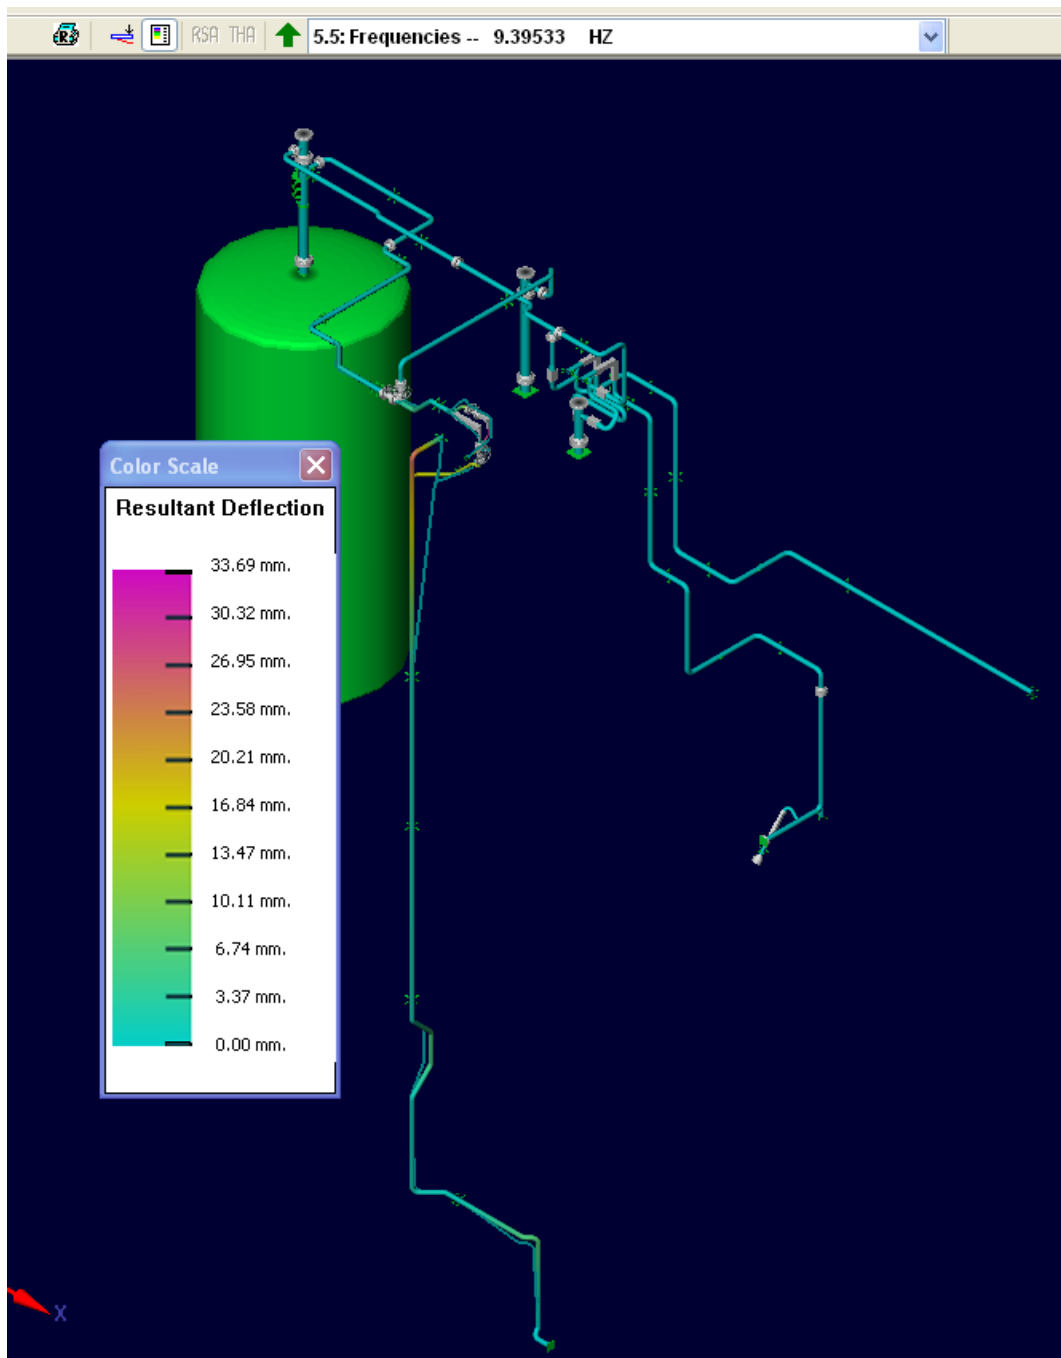 R
RSA THA
5.5: Frequencies -- 9.39533 HZ
Color Scale
Resultant Deflection
33.69 mm.
30.32 mm.
26.95 mm.
23.58 mm.
20.21 mm.
16.84 mm.
13.47 mm.
10.11 mm.
6.74 mm.
3.37 mm.
0.00 mm.
X